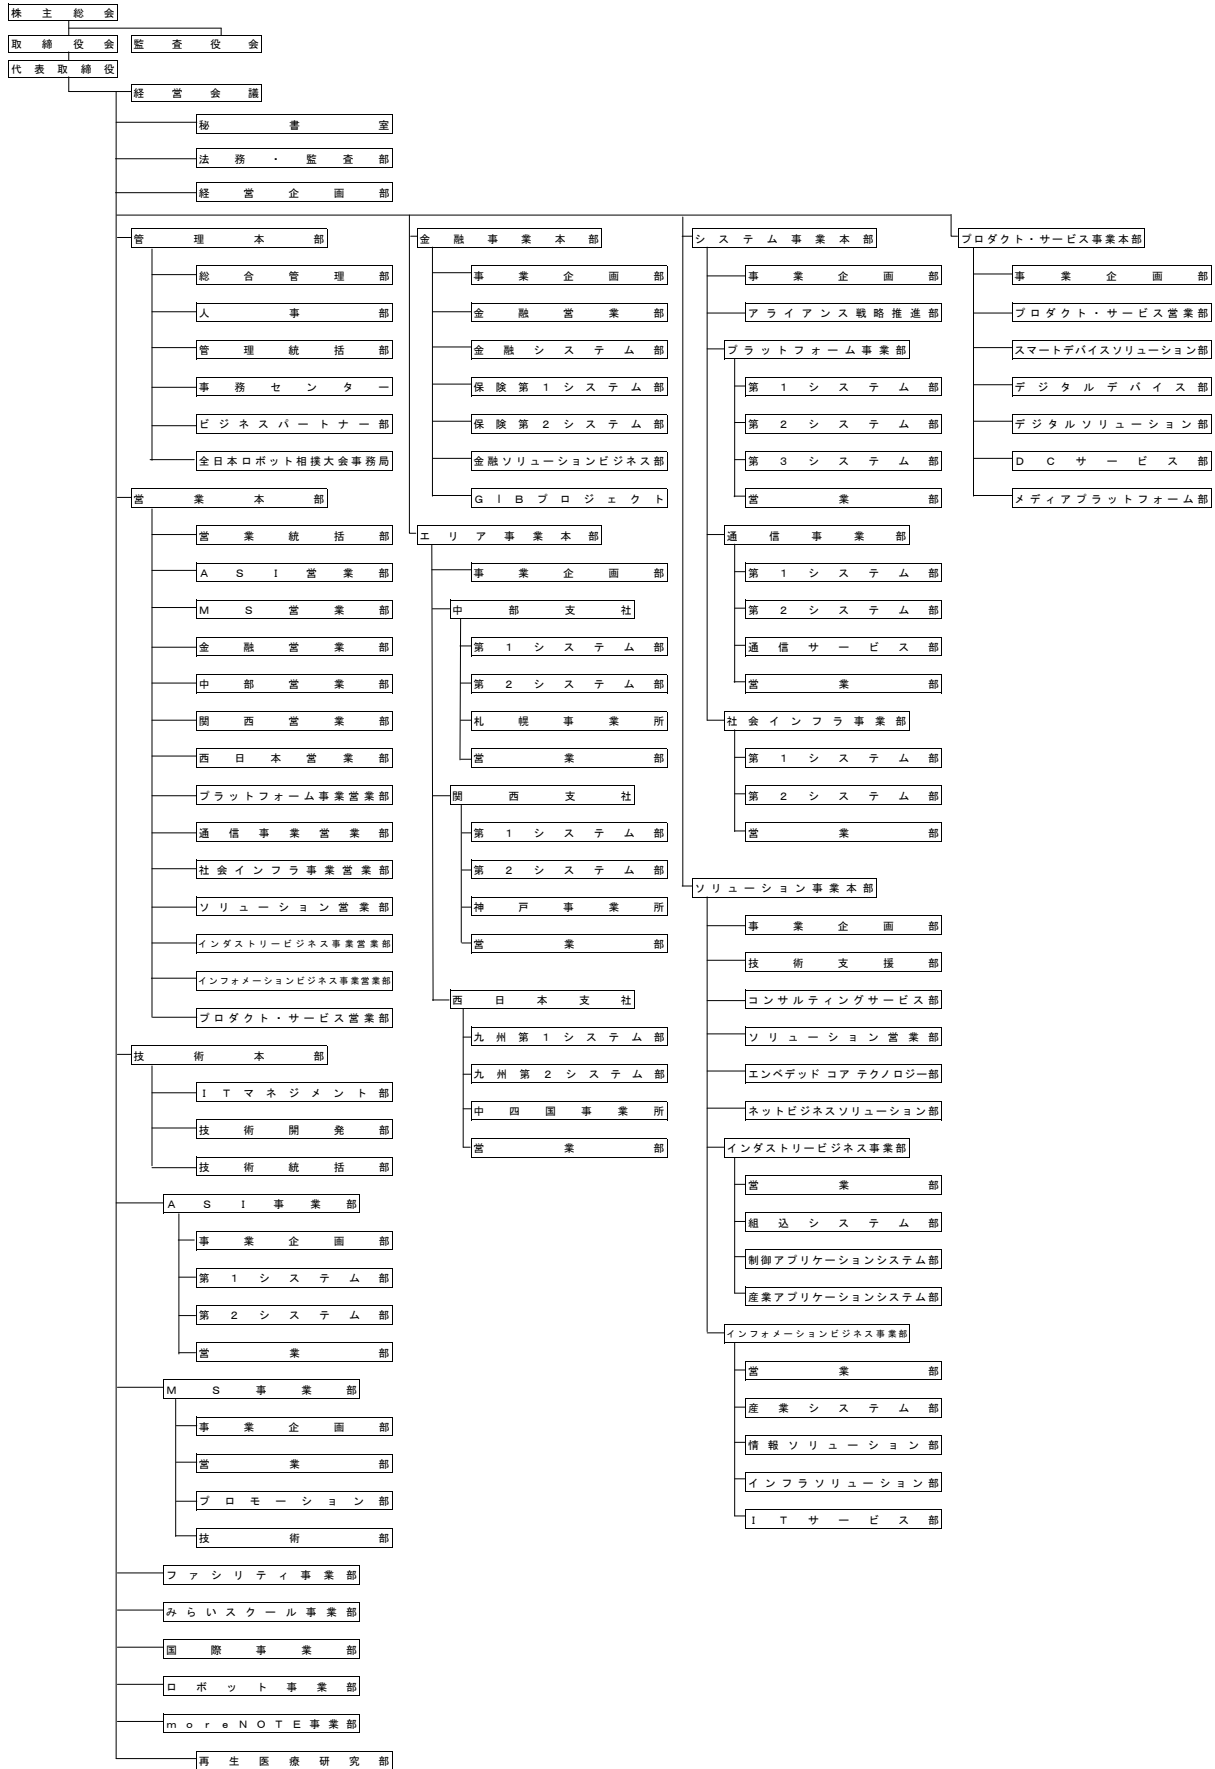 株主総会
取締役会
監査役会
代表取締役
経営会議
秘書室
法務・監査部
経営企画部
管理本部
総合管理部
人事部
管理統括部
事務センター
ビジネスパートナー部
全日本ロボット相撲大会事務局
営業本部
営業統括部
ASI営業部
MS営業部
金融営業部
中部営業部
関西営業部
西日本営業部
プラットフォーム事業営業部
通信事業営業部
社会インフラ事業営業部
ソリューション営業部
インダストリービジネス事業営業部
インフォメーションビジネス事業営業部
プロダクト・サービス営業部
技術本部
ITマネジメント部
技術開発部
技術統括部
ASI事業部
事業企画部
第1システム部
第2システム部
営業部
MS事業部
事業企画部
営業部
プロモーション部
技術部
ファシリティ事業部
みらいスクール事業部
国際事業部
ロボット事業部
moreNOTE事業部
再生医療研究部
金融事業本部
事業企画部
金融営業部
金融システム部
保険第1システム部
保険第2システム部
金融ソリューションビジネス部
GIBプロジェクト
エリア事業本部
事業企画部
中部支社
第1システム部
第2システム部
札幌事業所
営業部
関西支社
第1システム部
第2システム部
神戸事業所
営業部
西日本支社
九州第1システム部
九州第2システム部
中四国事業所
営業部
システム事業本部
事業企画部
アライアンス戦略推進部
プラットフォーム事業部
第1システム部
第2システム部
第3システム部
営業部
通信事業部
第1システム部
第2システム部
通信サービス部
営業部
社会インフラ事業部
第1システム部
第2システム部
営業部
ソリューション事業本部
事業企画部
技術支援部
コンサルティングサービス部
ソリューション営業部
エンベデッド コア テクノロジー部
ネットビジネスソリューション部
インダストリービジネス事業部
営業部
組込システム部
制御アプリケーションシステム部
産業アプリケーションシステム部
インフォメーションビジネス事業部
営業部
産業システム部
情報ソリューション部
インフラソリューション部
ITサービス部
プロダクト・サービス事業本部
事業企画部
プロダクト・サービス営業部
スマートデバイスソリューション部
デジタルデバイス部
デジタルソリューション部
DCサービス部
メディアプラットフォーム部